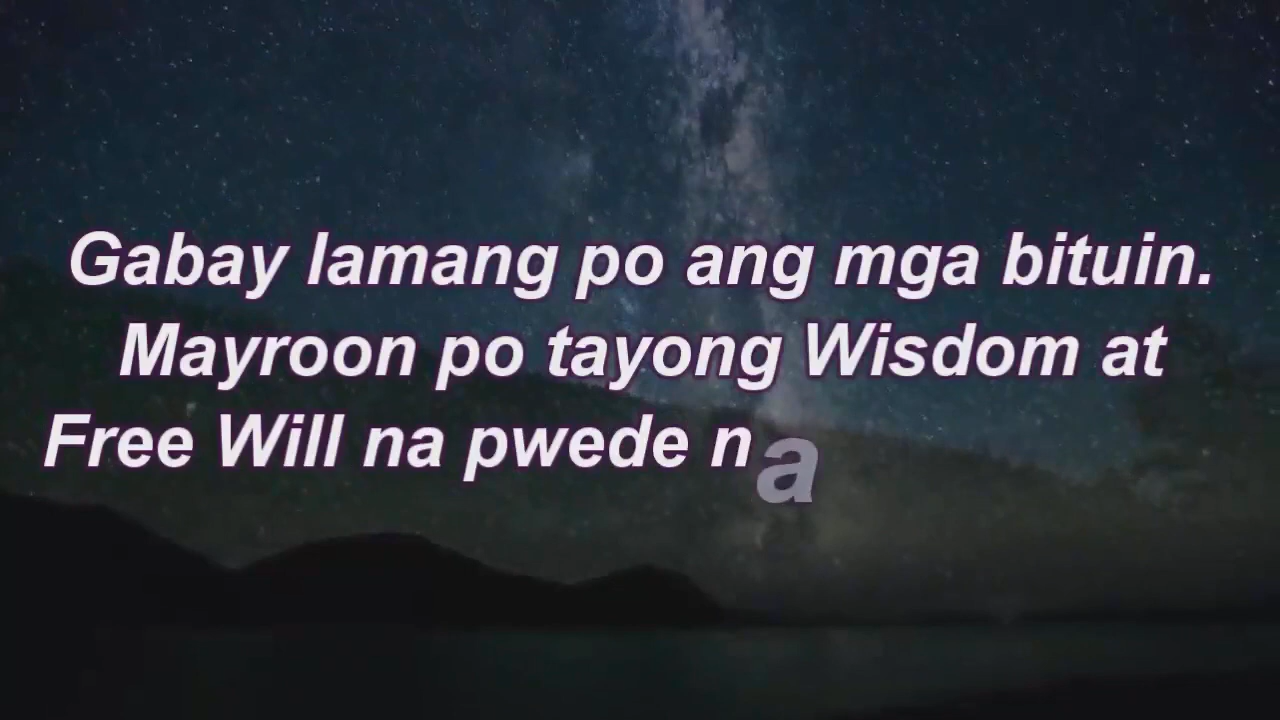 Gabay lamang po ang mga bituin.
Mayroon po tayong Wisdom at
Free Will na pwede na